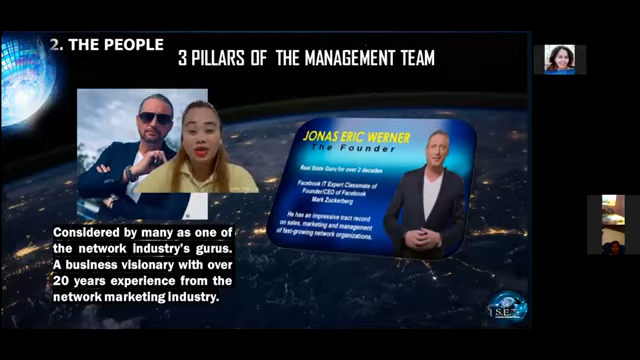 2. THE PEOPLE
3 PILLARS OF THE MANAGEMENT TEAM
JONAS ERIC WERNER
The Founder
Real State Guru for over 2 decades
Facebook IT Expert Classmate of
Founder/CEO of Facebook
Mark Zuckerberg
He has an impressive tract record
on sales, marketing and management
of fast-growing network organizations.
Considered by many as one of
the network industry's gurus.
A business visionary with over
20 years experience from the
network marketing industry.